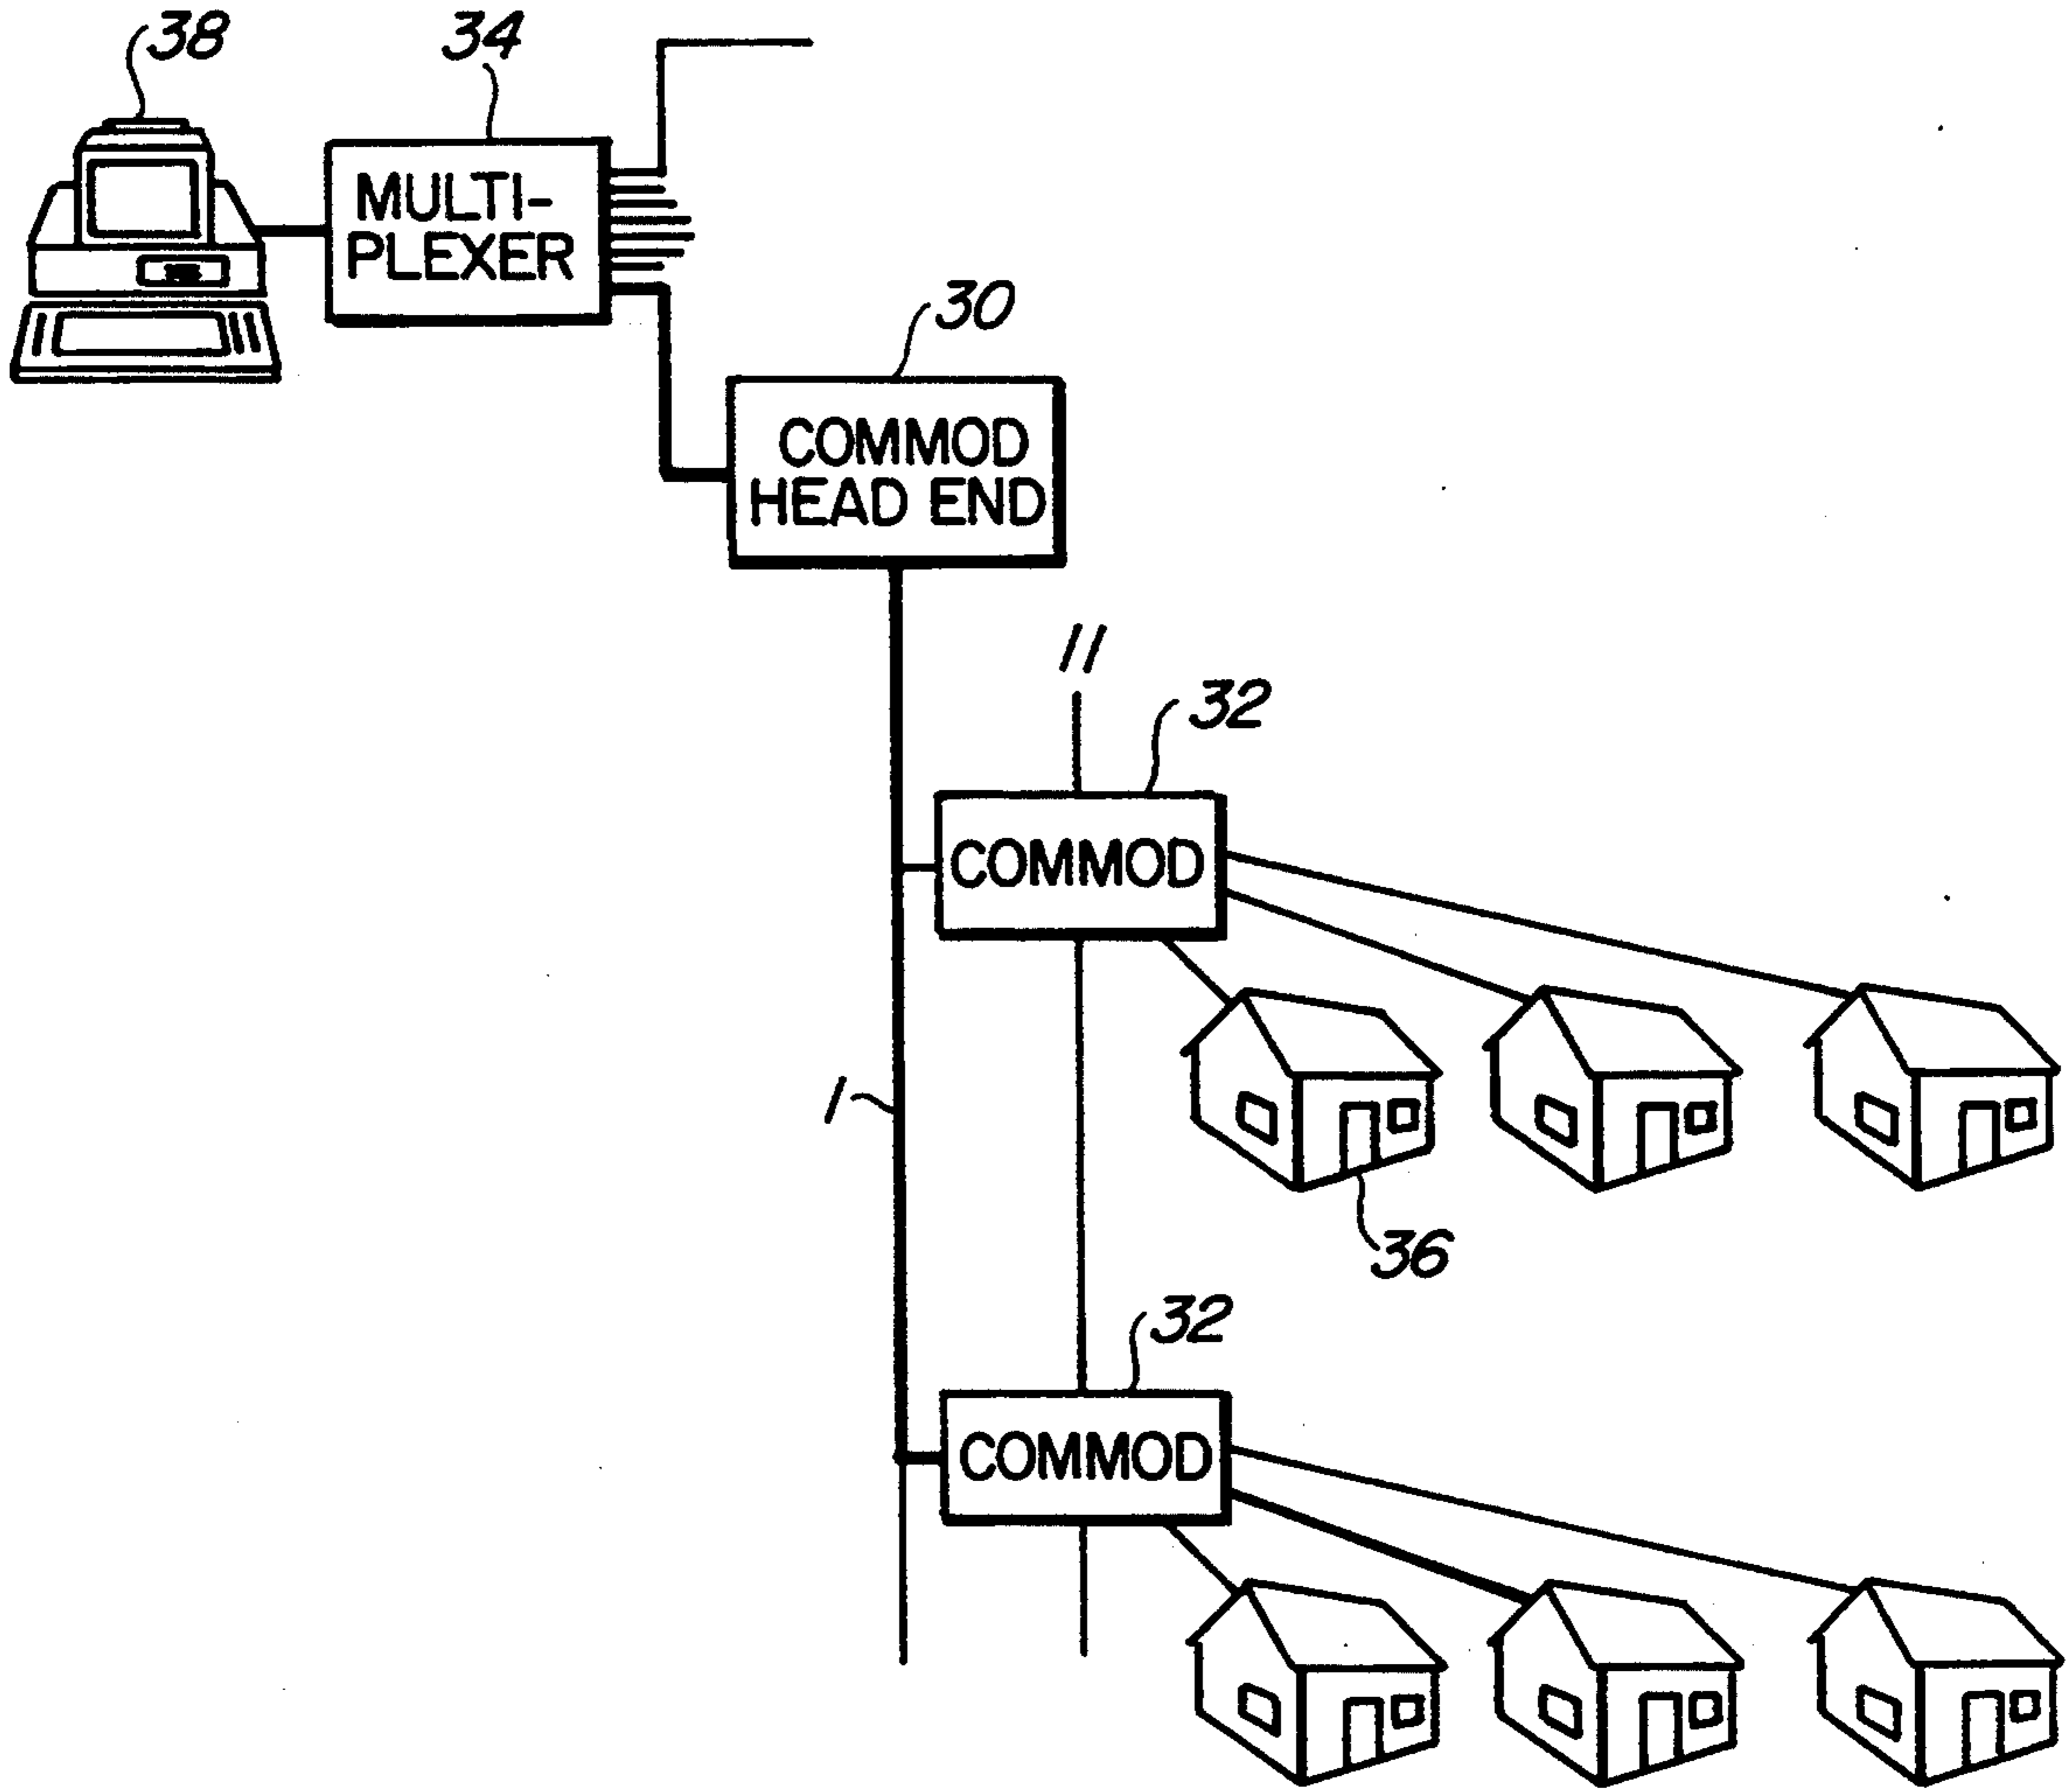 38
34
MULTI-
PLEXER
30
COMMOD
HEAD END
11
32
COMMOD
1
36
32
COMMOD